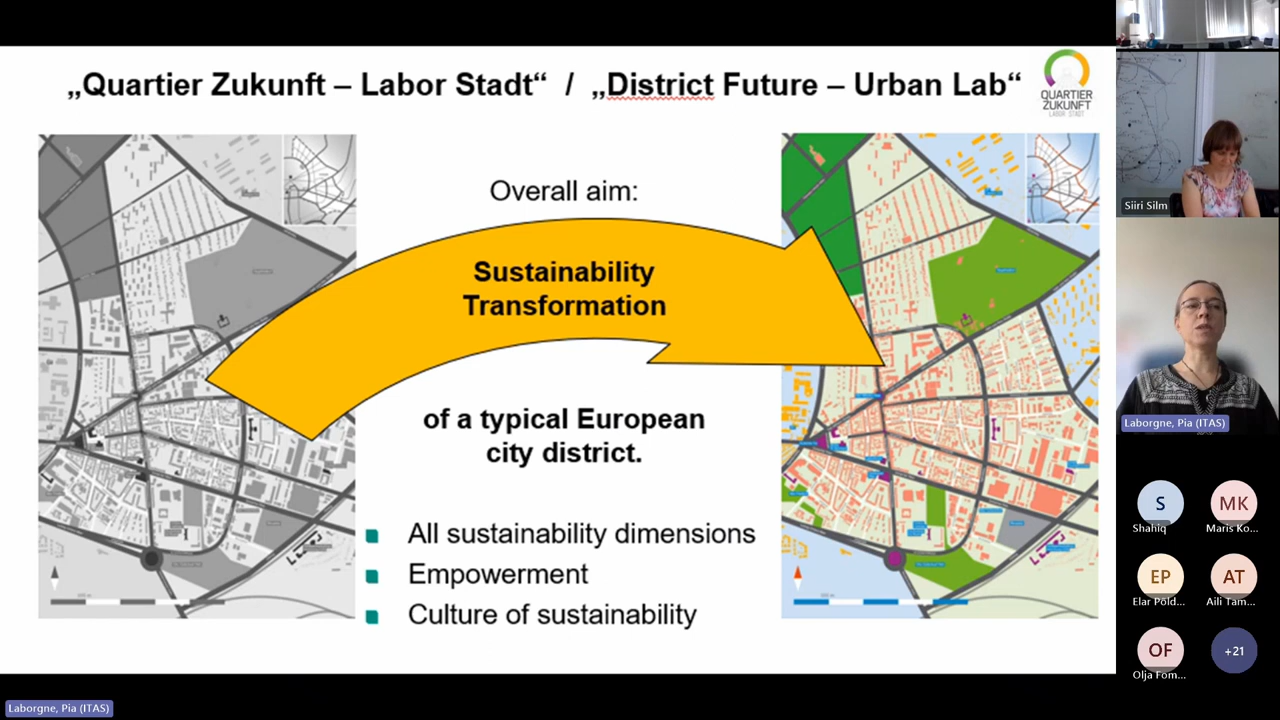 „Quartier Zukunft – Labor Stadt“ / „District Future – Urban Lab“
QUARTIER
ZUKUNFT
LABOR STADT
Overall aim:
Sustainability
Transformation
of a typical European
city district.
All sustainability dimensions
Empowerment
Culture of sustainability
Siiri Silm
Laborgne, Pia (ITAS)
S
Shahiq
MK
Maris Ko...
EP
Elar Põld...
AT
Aili Tam...
OF
Olja Fom...
+21
Laborgne, Pia (ITAS)